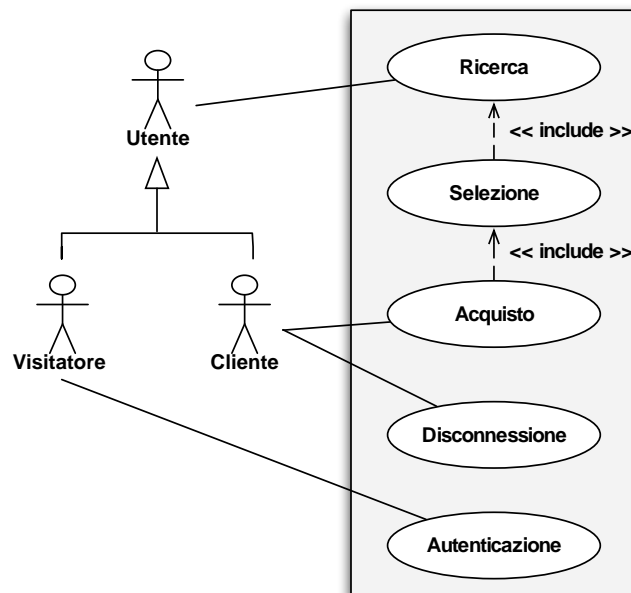 Ricerca
<< include >>
Utente
Selezione
<< include >>
Acquisto
Visitatore
Cliente
Disconnessione
Autenticazione